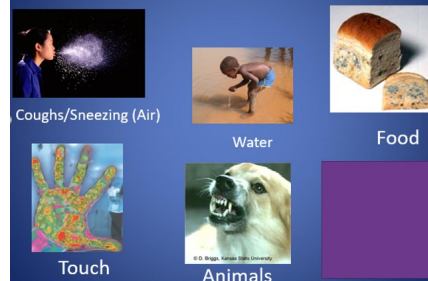 Coughs/Sneezing (Air)
Water
Food
Touch
© D. Briggs, Kansas State University
Animals